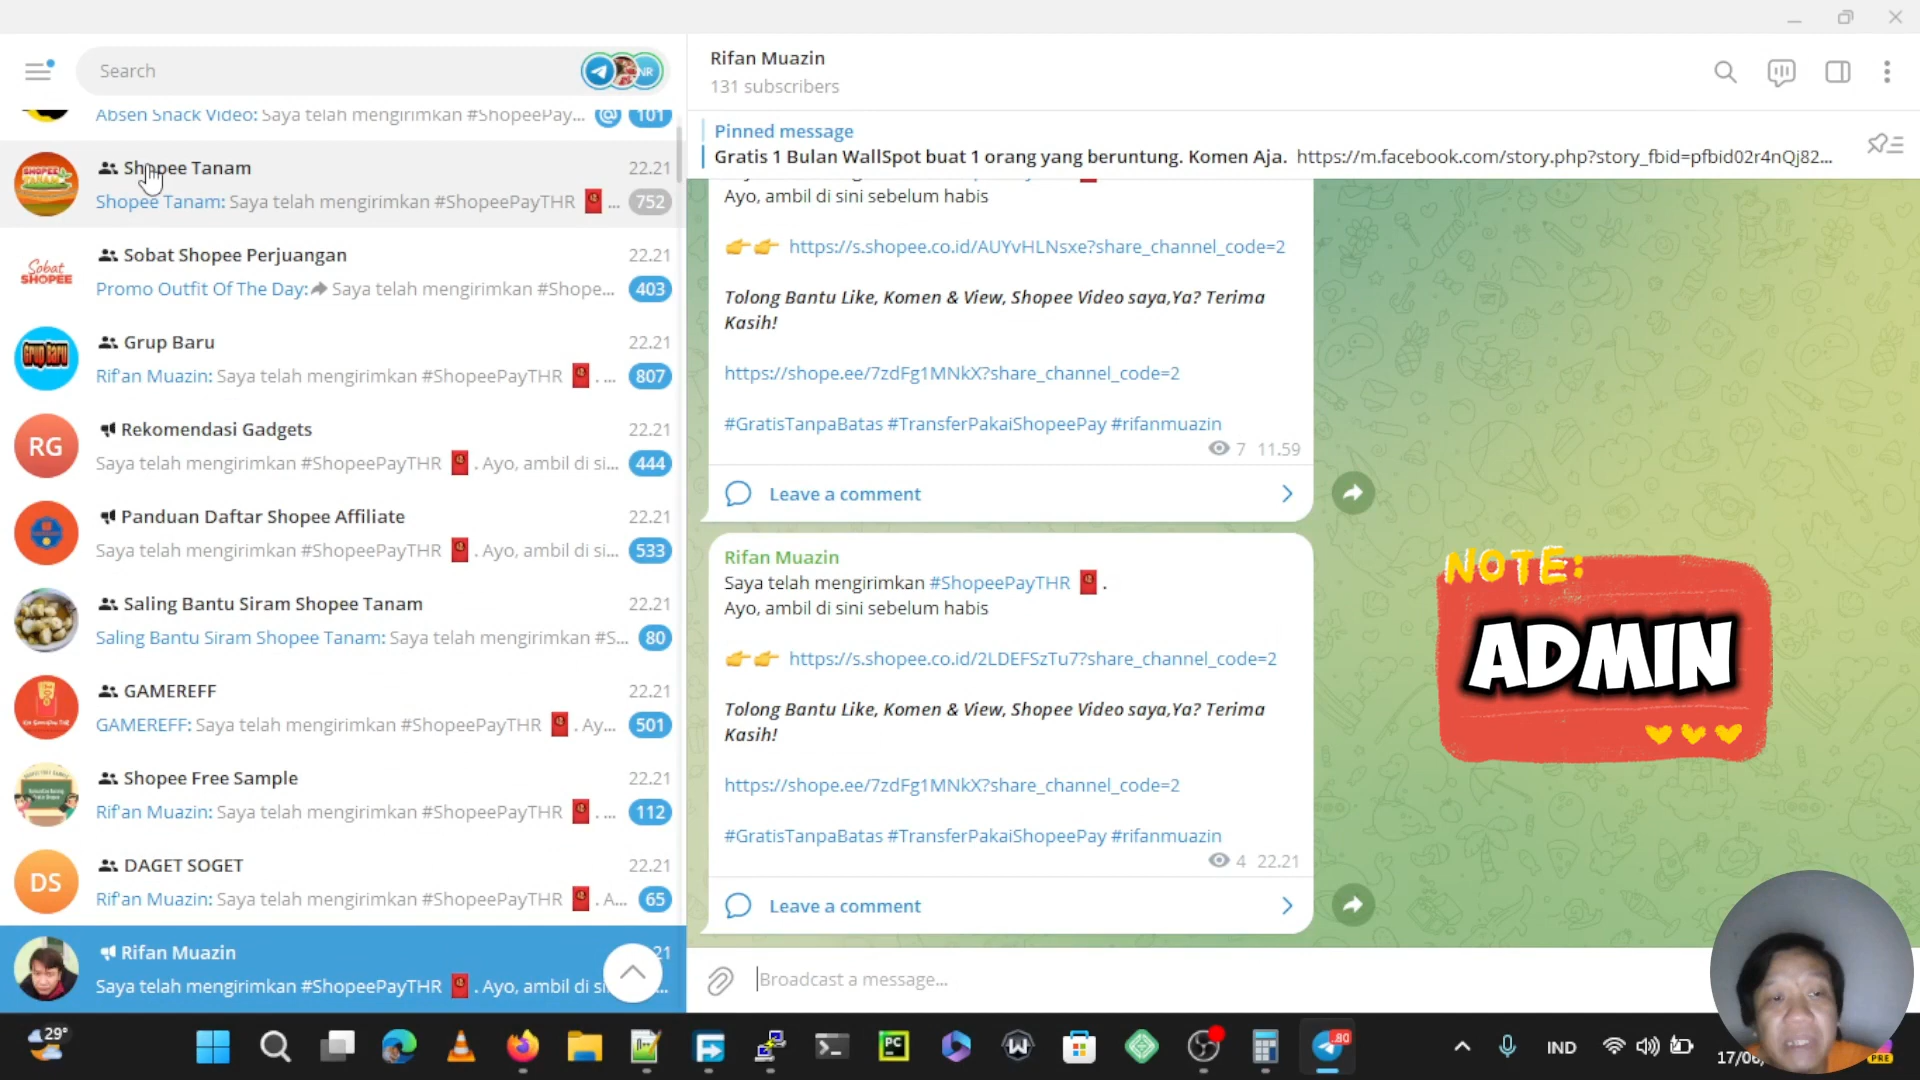 Search
NR
Absen Snack Video: Saya telah mengirimkan #ShopeePay...
@ 101
Shopee Tanam
22.21
Shopee Tanam: Saya telah mengirimkan #ShopeePayTHR 🧧 ...
752
Sobat SHOPEE
Sobat Shopee Perjuangan
22.21
Promo Outfit Of The Day: Saya telah mengirimkan #Shope...
403
Grup Baru
Grup Baru
22.21
Rif'an Muazin: Saya telah mengirimkan #ShopeePayTHR 🧧 . ...
807
RG
Rekomendasi Gadgets
22.21
Saya telah mengirimkan #ShopeePayTHR 🧧 . Ayo, ambil di si...
444
Panduan Daftar Shopee Affiliate
22.21
Saya telah mengirimkan #ShopeePayTHR 🧧 . Ayo, ambil di si...
533
Saling Bantu Siram Shopee Tanam
22.21
Saling Bantu Siram Shopee Tanam: Saya telah mengirimkan #S...
80
GAMEREFF
22.21
GAMEREFF: Saya telah mengirimkan #ShopeePayTHR 🧧 . Ay...
501
Shopee Free Sample
22.21
Rif'an Muazin: Saya telah mengirimkan #ShopeePayTHR 🧧 . ...
112
DS
DAGET SOGET
22.21
Rif'an Muazin: Saya telah mengirimkan #ShopeePayTHR 🧧 . A...
65
Rifan Muazin
21
Saya telah mengirimkan #ShopeePayTHR 🧧 . Ayo, ambil di si...
Rifan Muazin
131 subscribers
Pinned message
Gratis 1 Bulan WallSpot buat 1 orang yang beruntung. Komen Aja. https://m.facebook.com/story.php?story_fbid=pfbid02r4nQj82...
Ayo, ambil di sini sebelum habis
👉👉 https://s.shopee.co.id/AUYvHLNsxe?share_channel_code=2
Tolong Bantu Like, Komen & View, Shopee Video saya,Ya? Terima
Kasih!
https://shope.ee/7zdFg1MNkX?share_channel_code=2
#GratisTanpaBatas #TransferPakaiShopeePay #rifanmuazin
7 11.59
Leave a comment
Rifan Muazin
Saya telah mengirimkan #ShopeePayTHR 🧧 .
Ayo, ambil di sini sebelum habis
👉👉 https://s.shopee.co.id/2LDEFSzTu7?share_channel_code=2
Tolong Bantu Like, Komen & View, Shopee Video saya,Ya? Terima
Kasih!
https://shope.ee/7zdFg1MNkX?share_channel_code=2
#GratisTanpaBatas #TransferPakaiShopeePay #rifanmuazin
4 22.21
Leave a comment
Broadcast a message...
NOTE:
ADMIN
29°
PC
.80
IND
17/06/
PRE